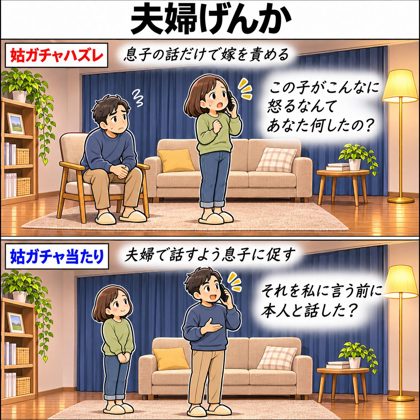 夫婦げんか
姑ガチャハズレ
息子の話だけで嫁を責める
この子がこんなに
怒るなんて
あなた何したの？
姑ガチャ当たり
夫婦で話すよう息子に促す
それを私に言う前に
本人と話した？